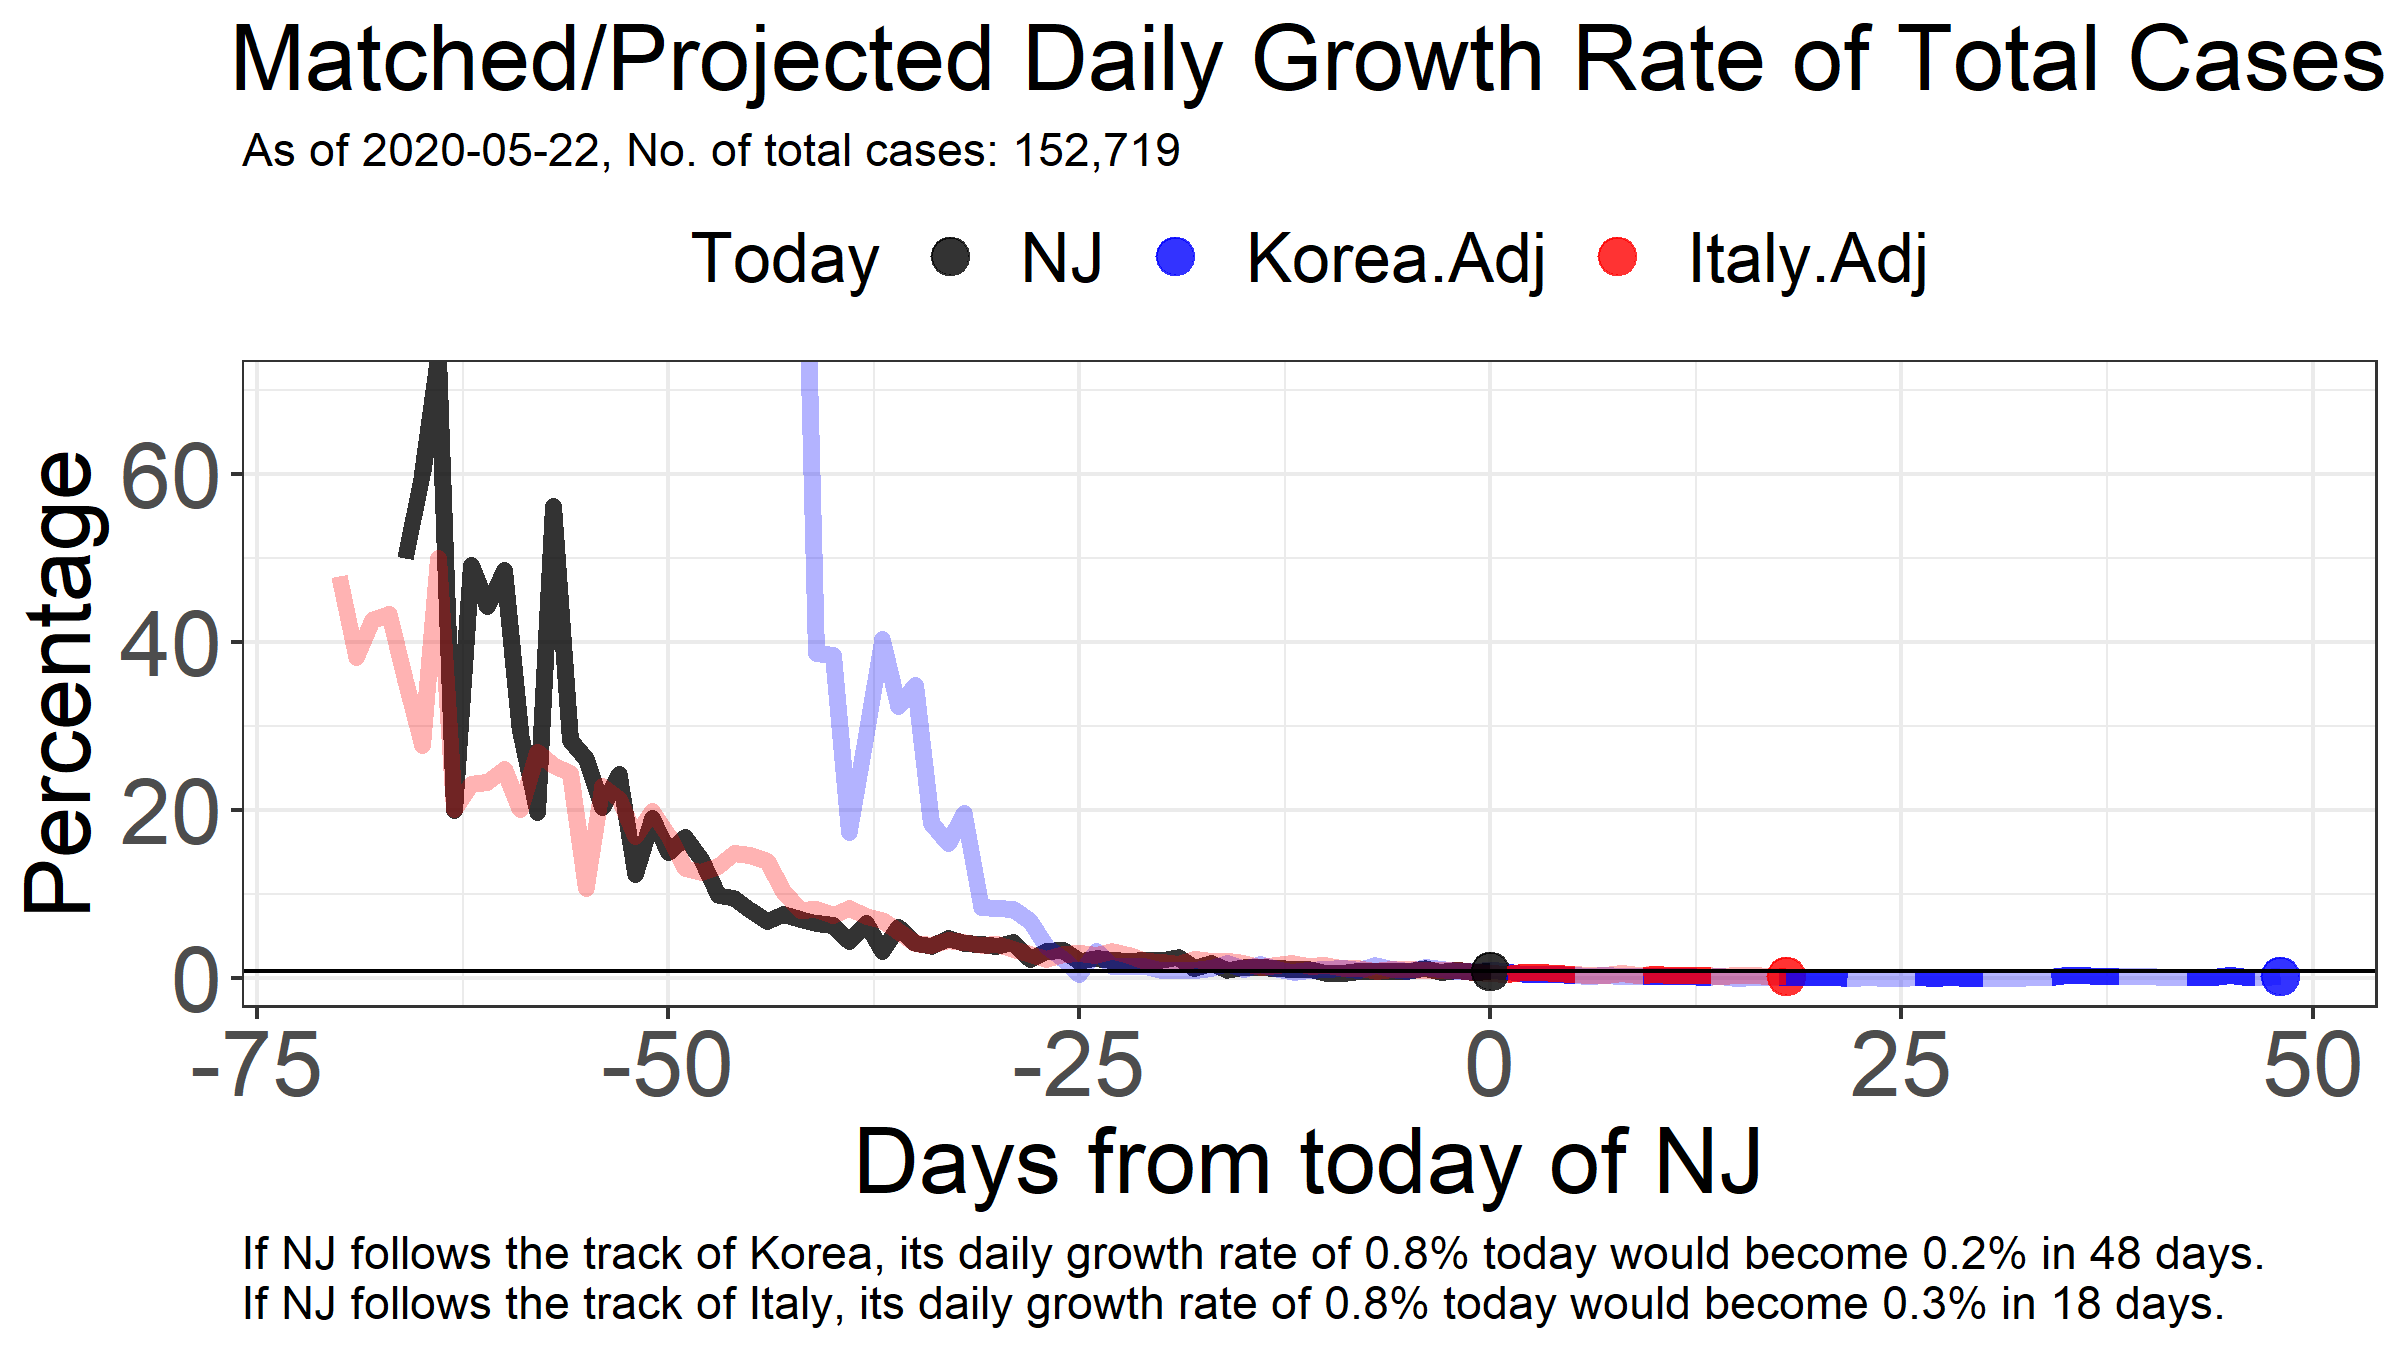 Matched/Projected Daily Growth Rate of Total Cases
As of 2020-05-22, No. of total cases: 152,719
Today NJ Korea.Adj Italy.Adj
Percentage
60
40
20
0
-75 -50 -25 0 25 50
Days from today of NJ
If NJ follows the track of Korea, its daily growth rate of 0.8% today would become 0.2% in 48 days.
If NJ follows the track of Italy, its daily growth rate of 0.8% today would become 0.3% in 18 days.